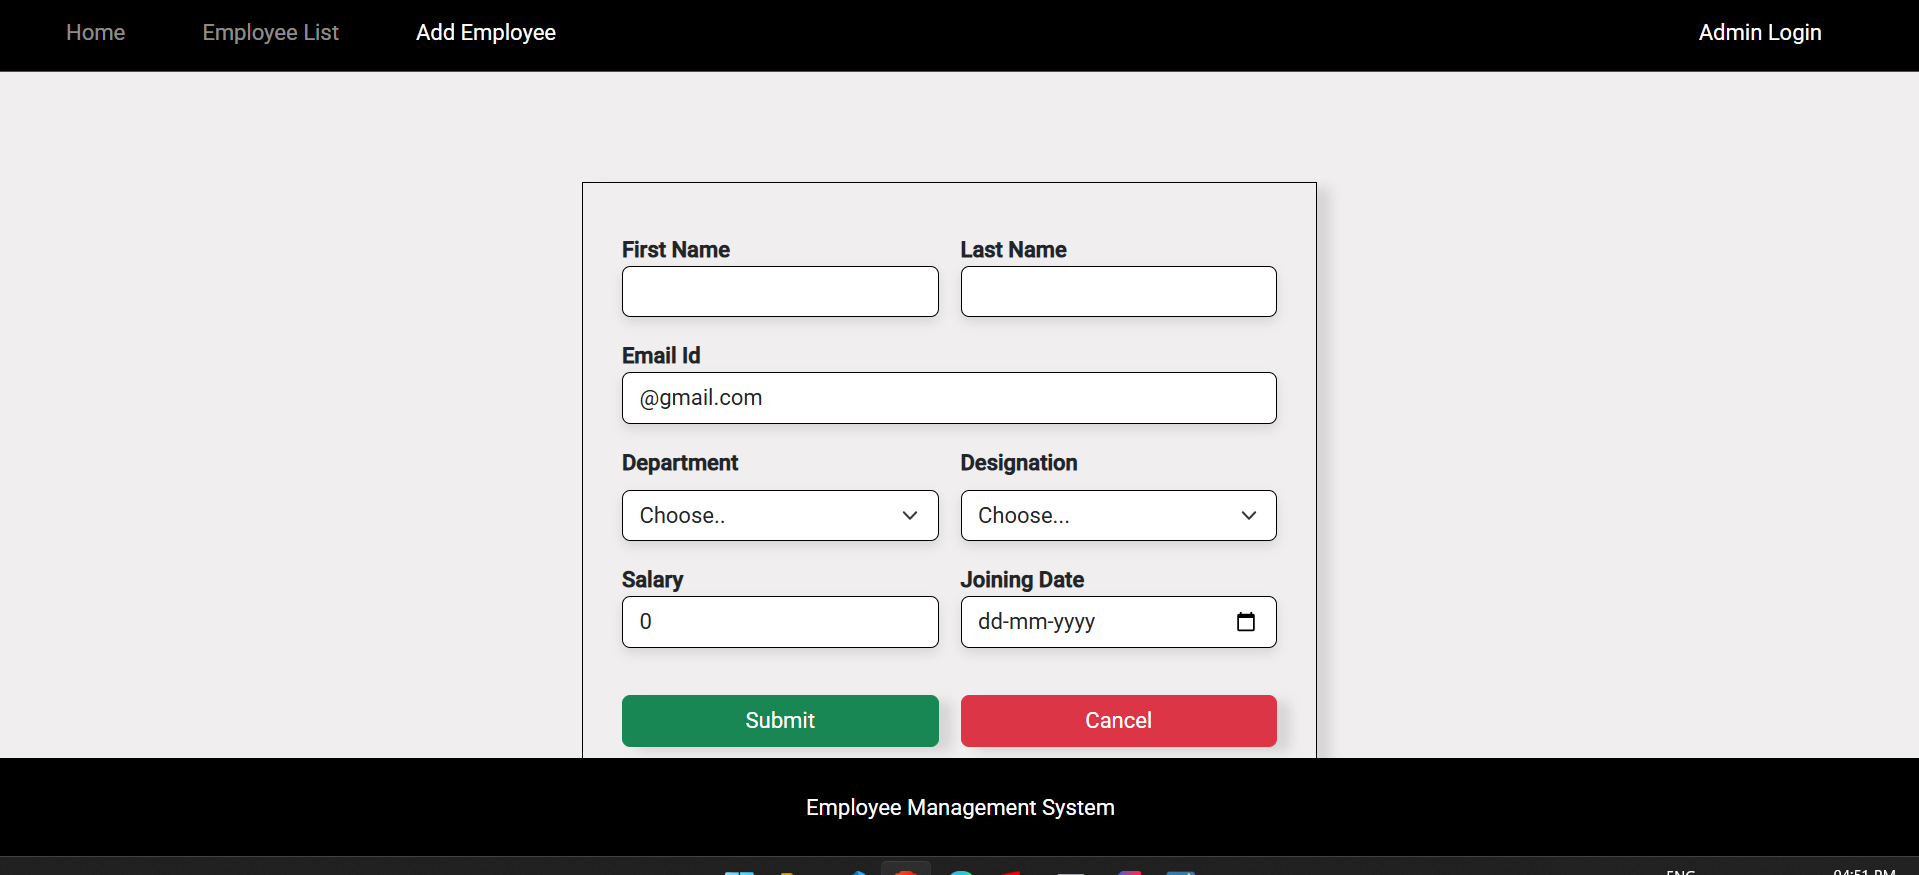 Home Employee List Add Employee Admin Login
First Name Last Name
Email Id
@gmail.com
Department Designation
Choose.. Choose...
Salary Joining Date
0 dd-mm-yyyy
Submit Cancel
Employee Management System
ENG 04:51 PM